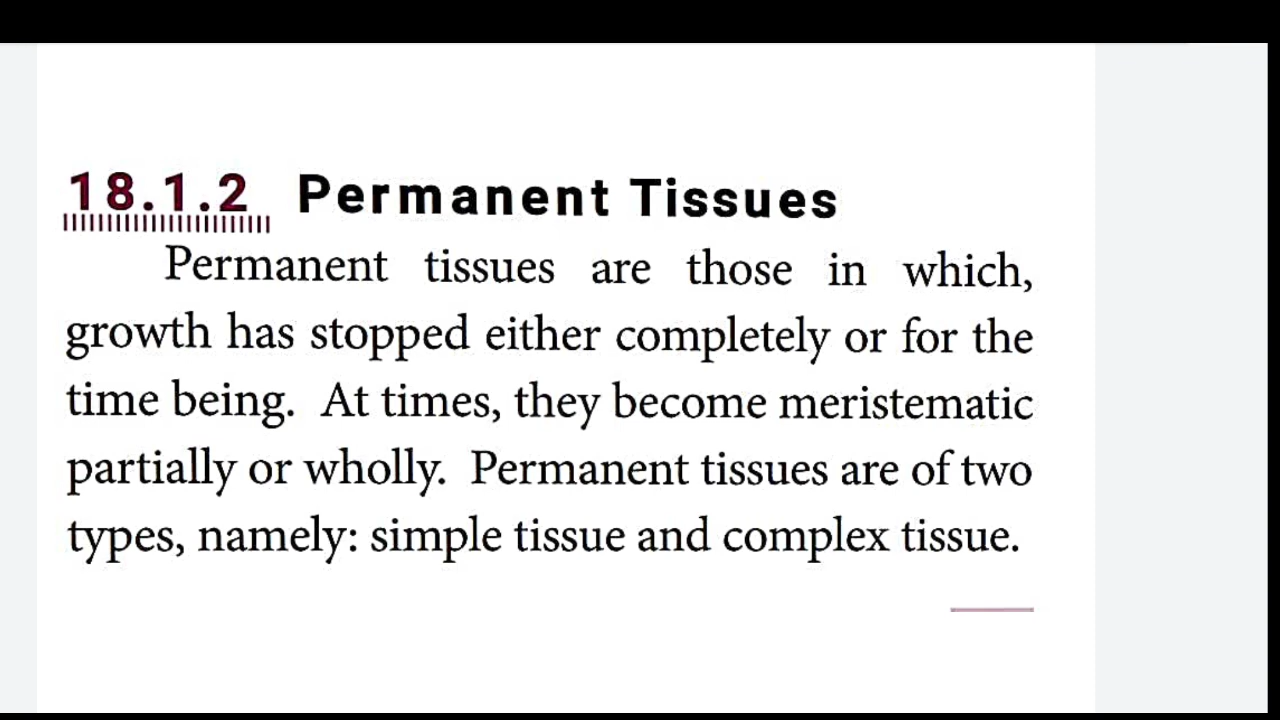 18.1.2 Permanent Tissues
Permanent tissues are those in which,
growth has stopped either completely or for the
time being. At times, they become meristematic
partially or wholly. Permanent tissues are of two
types, namely: simple tissue and complex tissue.